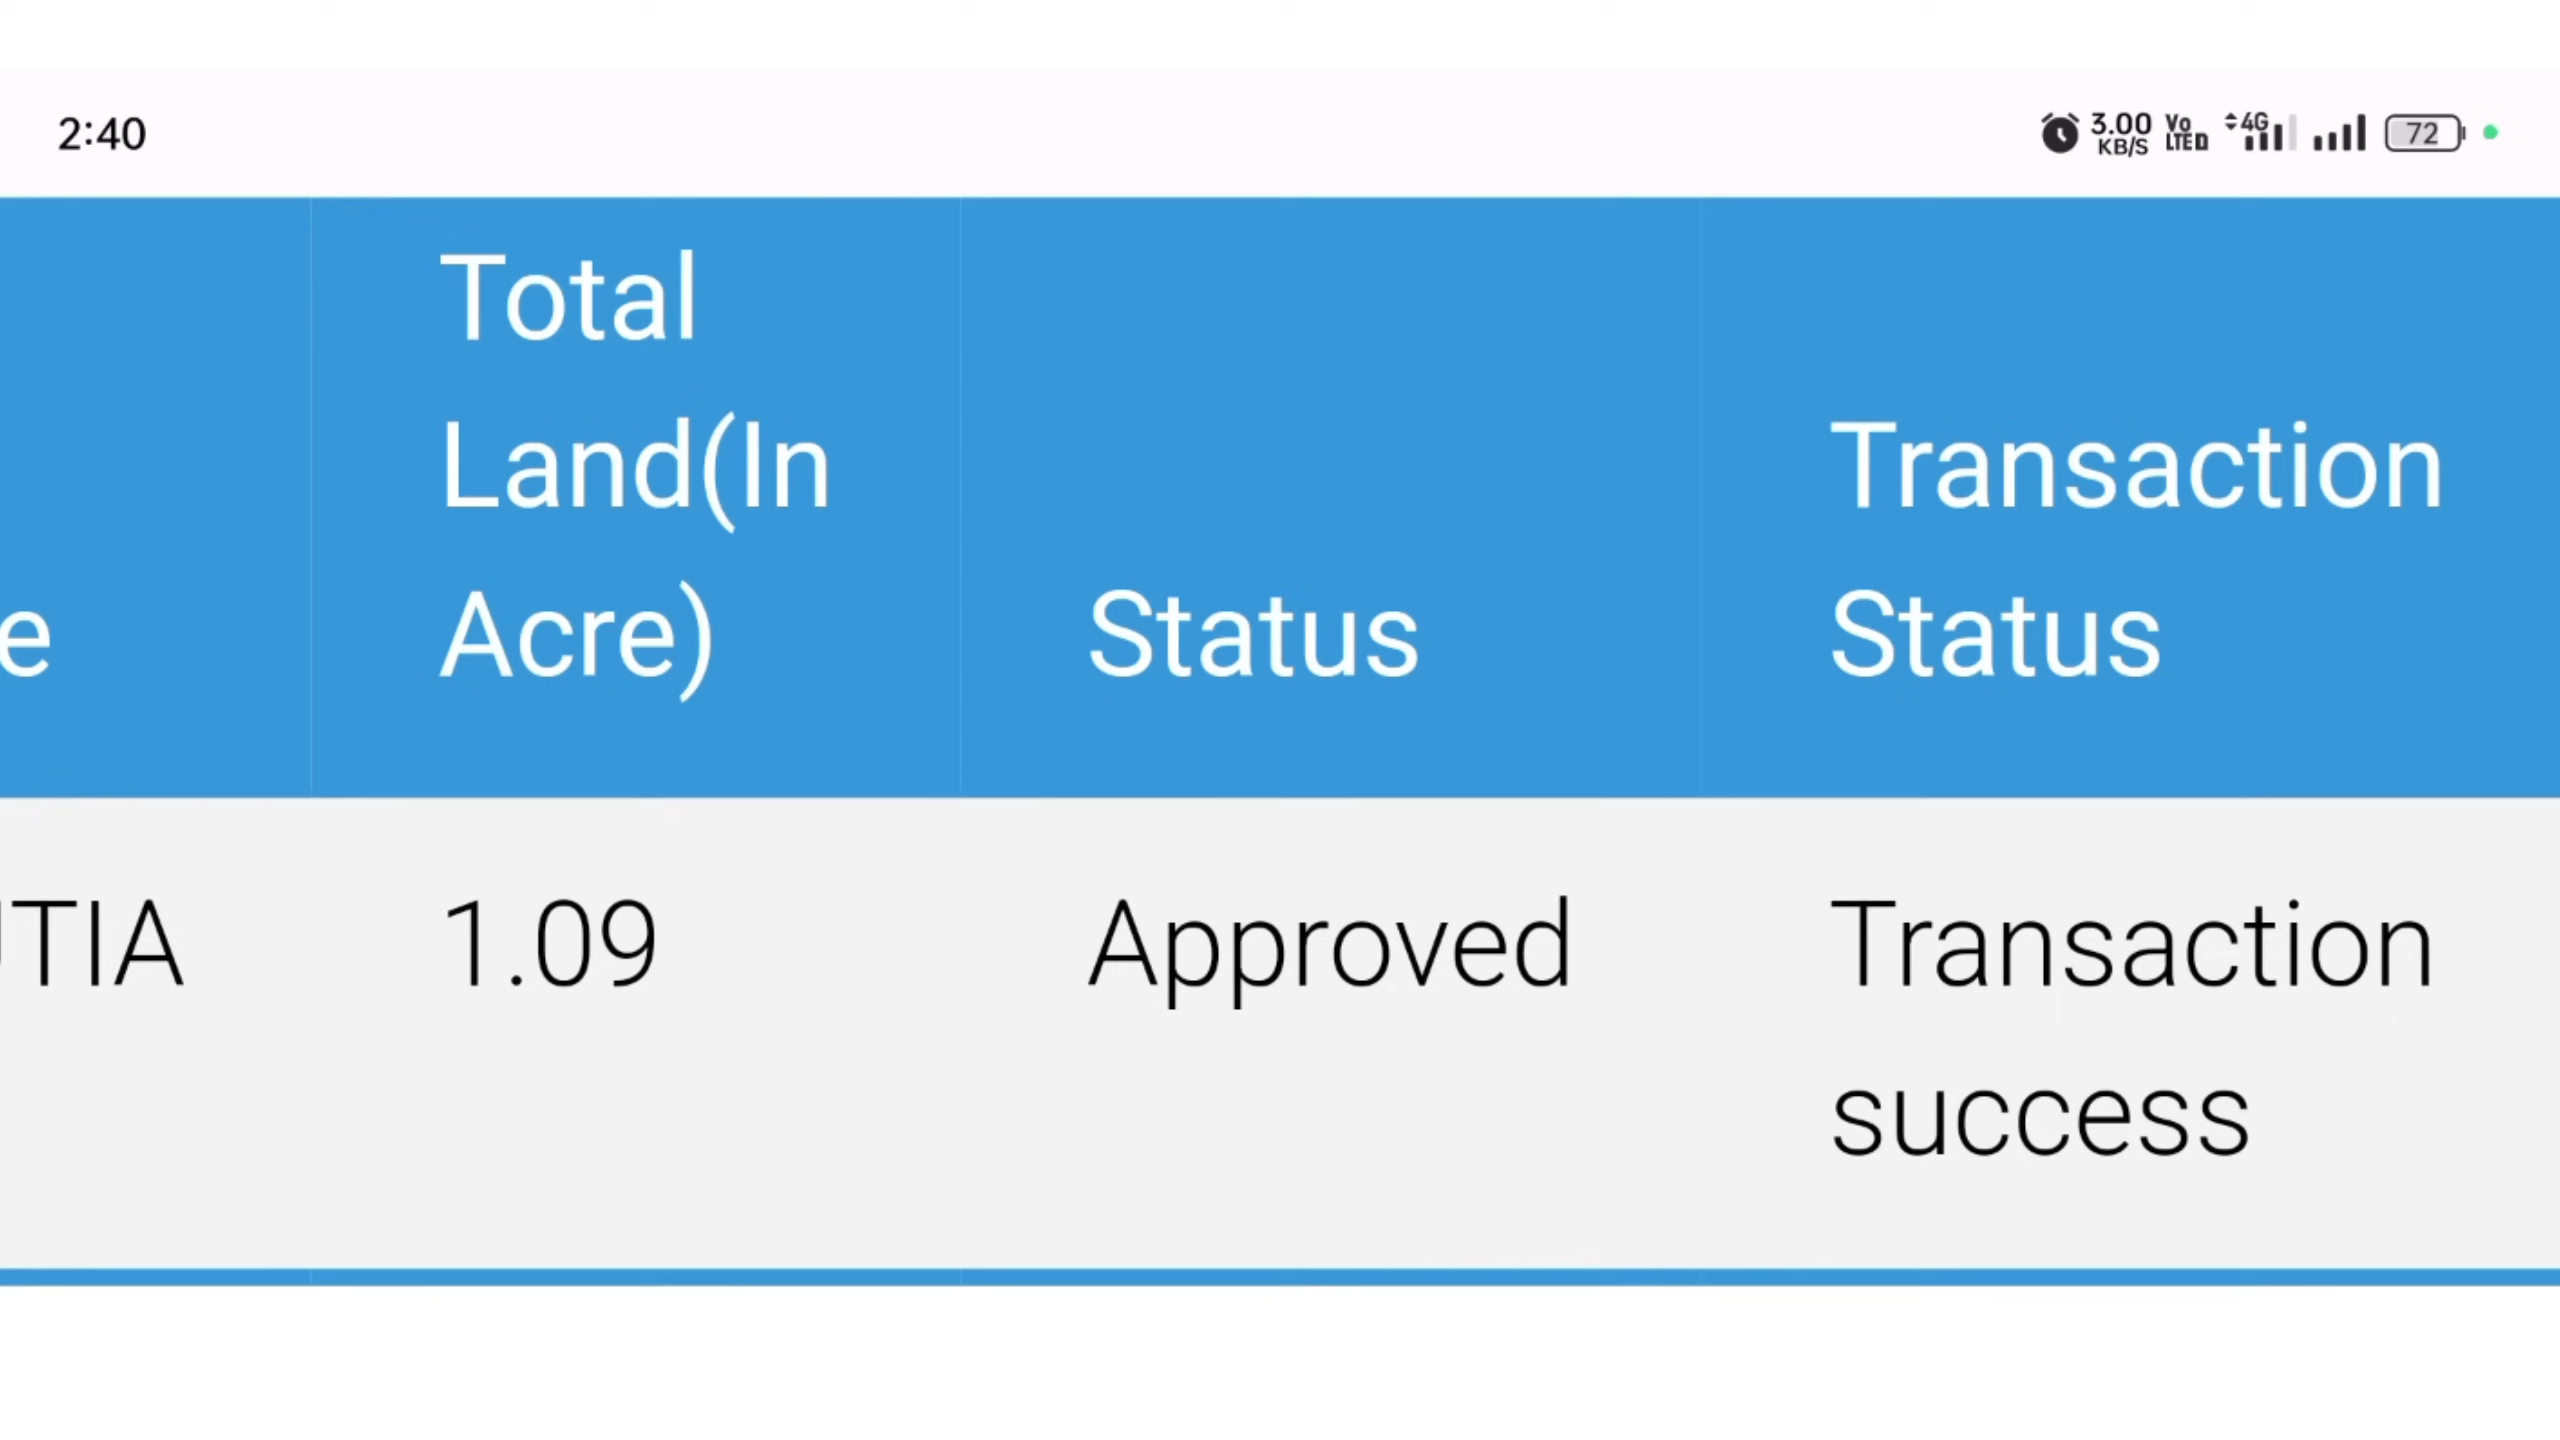 2:40
3.00 KB/S Vo LTE D 4G 72
Total
Land(In
Acre)
Status
Transaction
Status
1.09
Approved
Transaction
success